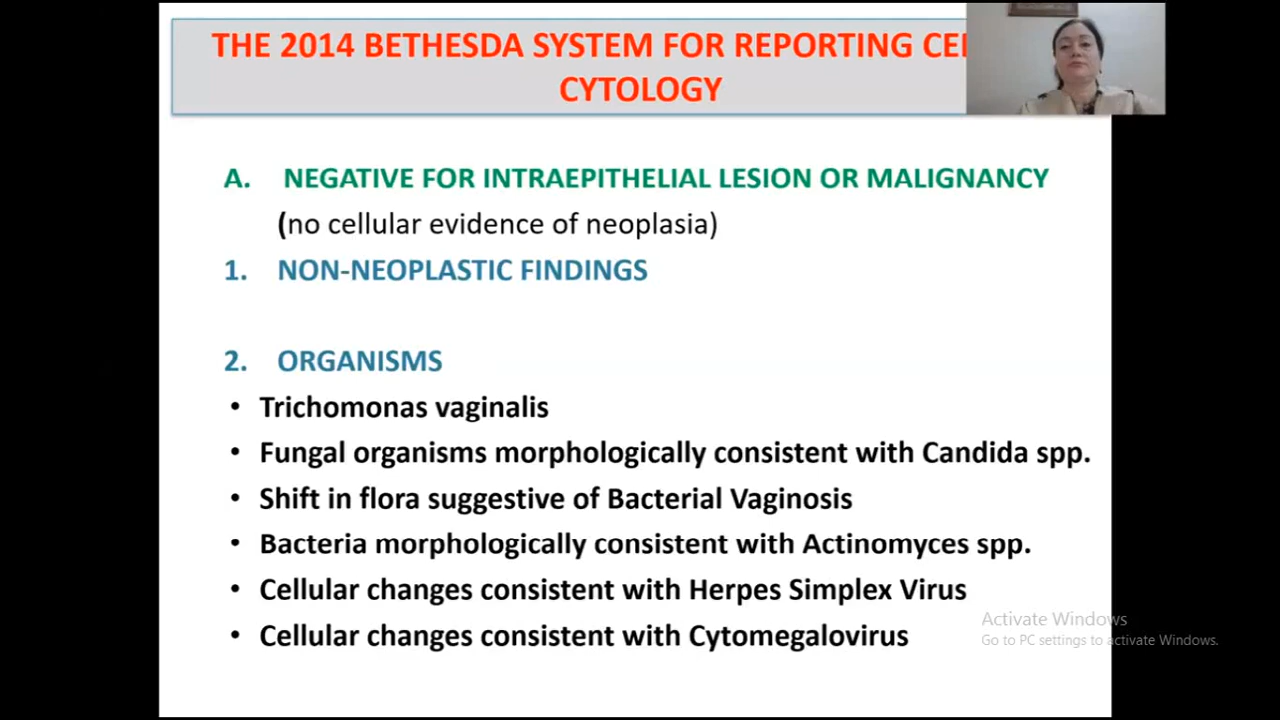 THE 2014 BETHESDA SYSTEM FOR REPORTING
CYTOLOGY
A. NEGATIVE FOR INTRAEPITHELIAL LESION OR MALIGNANCY
(no cellular evidence of neoplasia)
1. NON-NEOPLASTIC FINDINGS
2. ORGANISMS
• Trichomonas vaginalis
• Fungal organisms morphologically consistent with Candida spp.
• Shift in flora suggestive of Bacterial Vaginosis
• Bacteria morphologically consistent with Actinomyces spp.
• Cellular changes consistent with Herpes Simplex Virus
• Cellular changes consistent with Cytomegalovirus
Activate Windows
Go to PC settings to activate Windows.